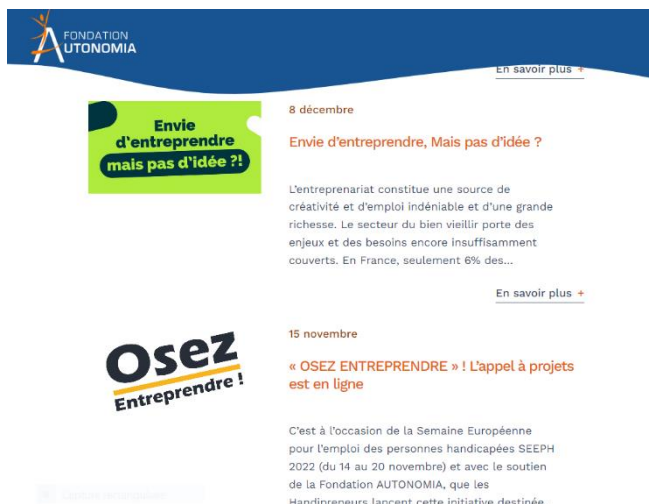 FONDATION
AUTONOMIA
En savoir plus +
8 décembre
Envie
d'entreprendre
mais pas d'idée ?!
Envie d'entreprendre, Mais pas d'idée ?
L'entreprenariat constitue une source de
créativité et d'emploi indéniable et d'une grande
richesse. Le secteur du bien vieillir porte des
enjeux et des besoins encore insuffisamment
couverts. En France, seulement 6% des...
En savoir plus +
15 novembre
Osez
Entreprendre !
« OSEZ ENTREPRENDRE » ! L'appel à projets
est en ligne
C'est à l'occasion de la Semaine Européenne
pour l'emploi des personnes handicapées SEEPH
2022 (du 14 au 20 novembre) et avec le soutien
de la Fondation AUTONOMIA, que les
Handipreneurs lancent cette initiative destinée